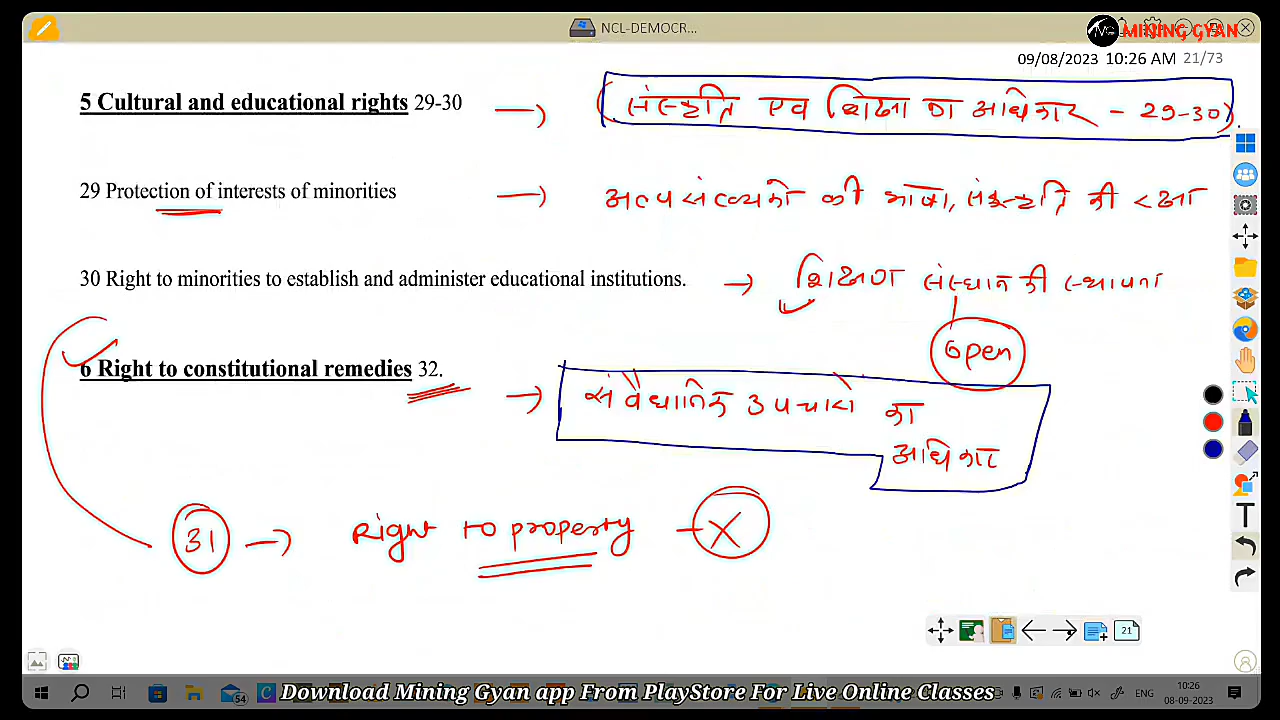 NCL-DEMOCR...
MINING GYAN
09/08/2023 10:26 AM 21/73
5 Cultural and educational rights 29-30 → (संस्कृति एव शिक्षा का अधिकार - 29-30).
29 Protection of interests of minorities → अल्पसंख्यको की भाषा, संस्कृति की रक्षा
30 Right to minorities to establish and administer educational institutions. → शिक्षण संस्थान की स्थापना
open
6 Right to constitutional remedies 32. → संवैधानिक उपचारो का
अधिकार
31 → Right to property - X
21
54
Download Mining Gyan app From PlayStore For Live Online Classes
ENG
10:26
08-09-2023